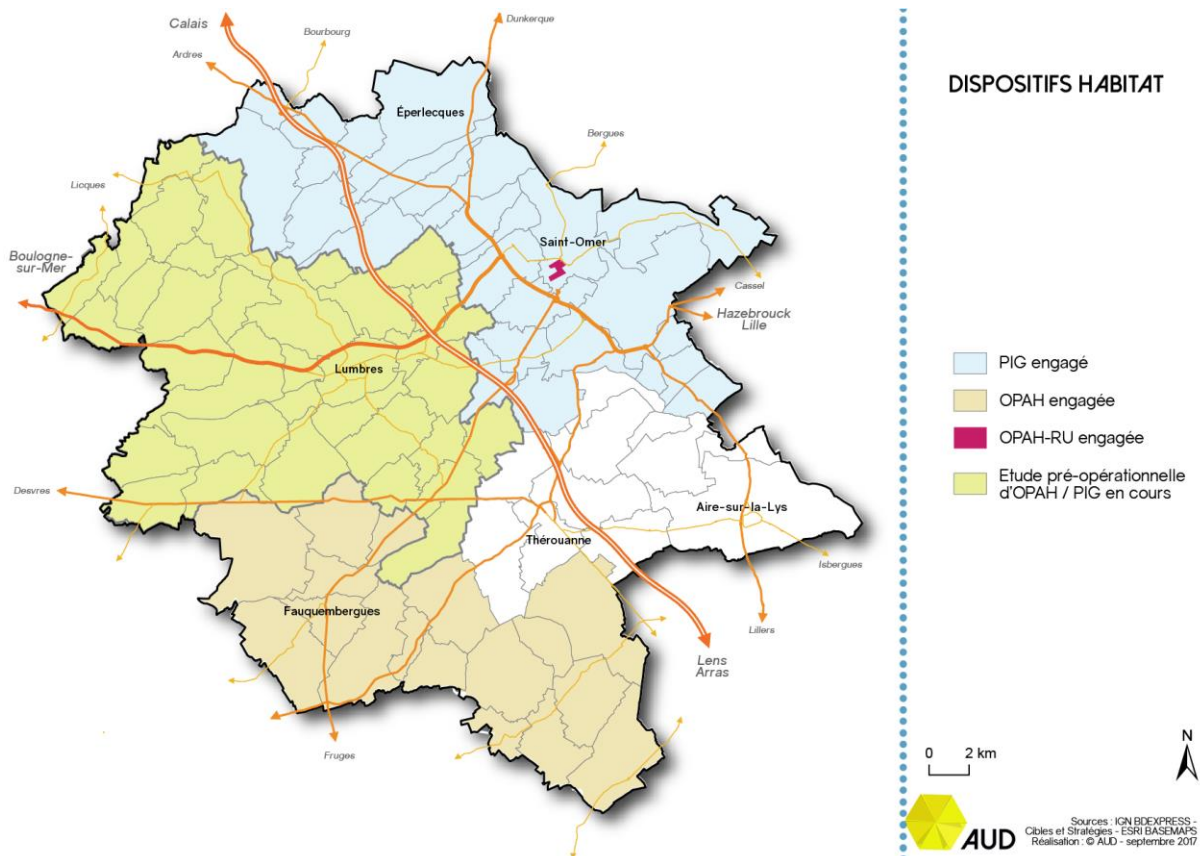 Calais
Dunkerque
Bourbourg
Ardres
Éperlecques
Bergues
Licques
Saint-Omer
Boulogne-
sur-Mer
Cassel
Hazebrouck
Lille
Lumbres
Desvres
Aire-sur-la-Lys
Thérouanne
Isbergues
Fauquembergues
Lillers
Lens
Arras
Fruges
DISPOSITIFS HABITAT
PIG engagé
OPAH engagée
OPAH-RU engagée
Etude pré-opérationnelle
d'OPAH / PIG en cours
0 2 km
N
AUD
Sources : IGN BDEXPRESS -
Cibles et Stratégies - ESRI BASEMAPS
Réalisation : © AUD - septembre 2017